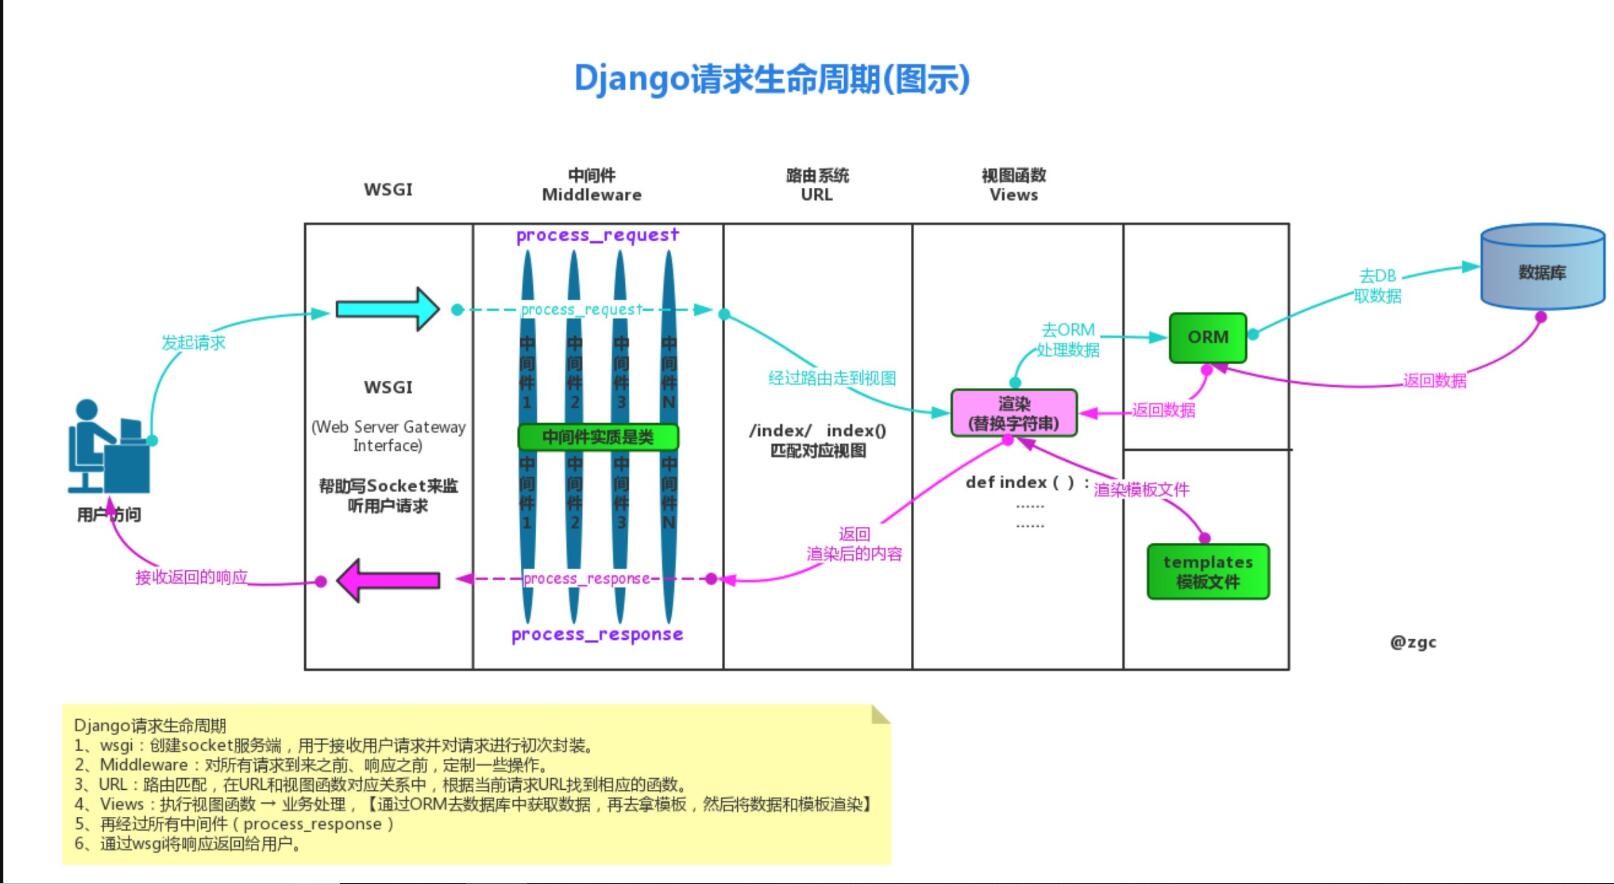 Django请求生命周期(图示)
WSGI
中间件
Middleware
路由系统
URL
视图函数
Views
process_request
process_request
发起请求
WSGI
(Web Server Gateway
Interface)
帮助写Socket来监
听用户请求
用户访问
接收返回的响应
中间件1
中间件2
中间件3
中间件N
中间件实质是类
中间件1
中间件2
中间件3
中间件N
process_response
process_response
经过路由走到视图
/index/ index()
匹配对应视图
返回
渲染后的内容
去ORM
处理数据
渲染
(替换字符串)
def index ( ) :
......
......
ORM
返回数据
渲染模板文件
templates
模板文件
去DB
取数据
数据库
返回数据
@zgc
Django请求生命周期
1、wsgi：创建socket服务端，用于接收用户请求并对请求进行初次封装。
2、Middleware：对所有请求到来之前、响应之前，定制一些操作。
3、URL：路由匹配，在URL和视图函数对应关系中，根据当前请求URL找到相应的函数。
4、Views：执行视图函数 → 业务处理，【通过ORM去数据库中获取数据，再去拿模板，然后将数据和模板渲染】
5、再经过所有中间件（process_response）
6、通过wsgi将响应返回给用户。